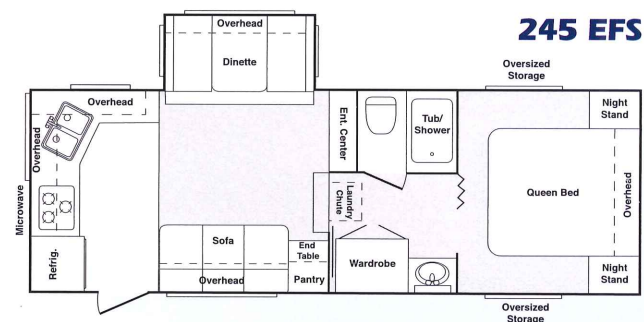 245 EFS
Overhead
Dinette
Oversized
Storage
Overhead
Ent. Center
Tub/
Shower
Night
Stand
Overhead
Microwave
Laundry
Chute
Queen Bed
Overhead
Refrig.
Sofa
End
Table
Overhead
Pantry
Wardrobe
Night
Stand
Oversized
Storage